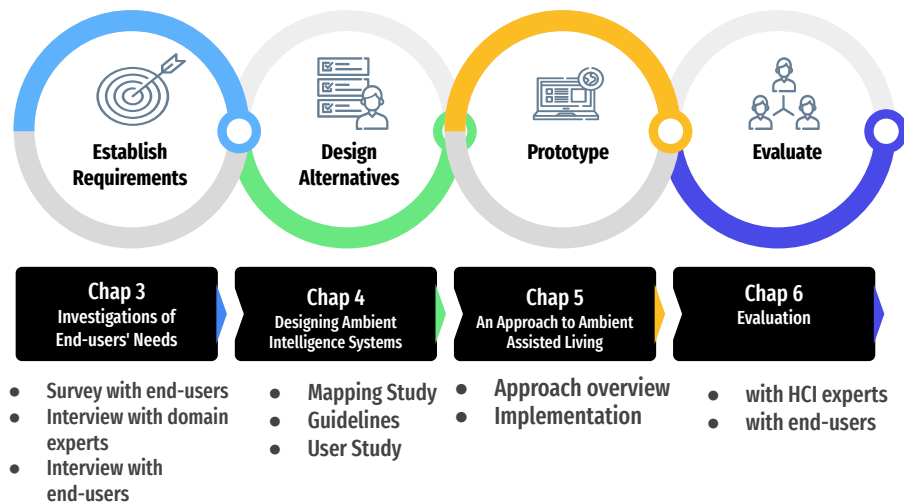 Establish
Requirements
Design
Alternatives
Prototype
Evaluate
Chap 3
Investigations of
End-users' Needs
Chap 4
Designing Ambient
Intelligence Systems
Chap 5
An Approach to Ambient
Assisted Living
Chap 6
Evaluation
● Survey with end-users
● Interview with domain
experts
● Interview with
end-users
● Mapping Study
● Guidelines
● User Study
● Approach overview
● Implementation
● with HCI experts
● with end-users